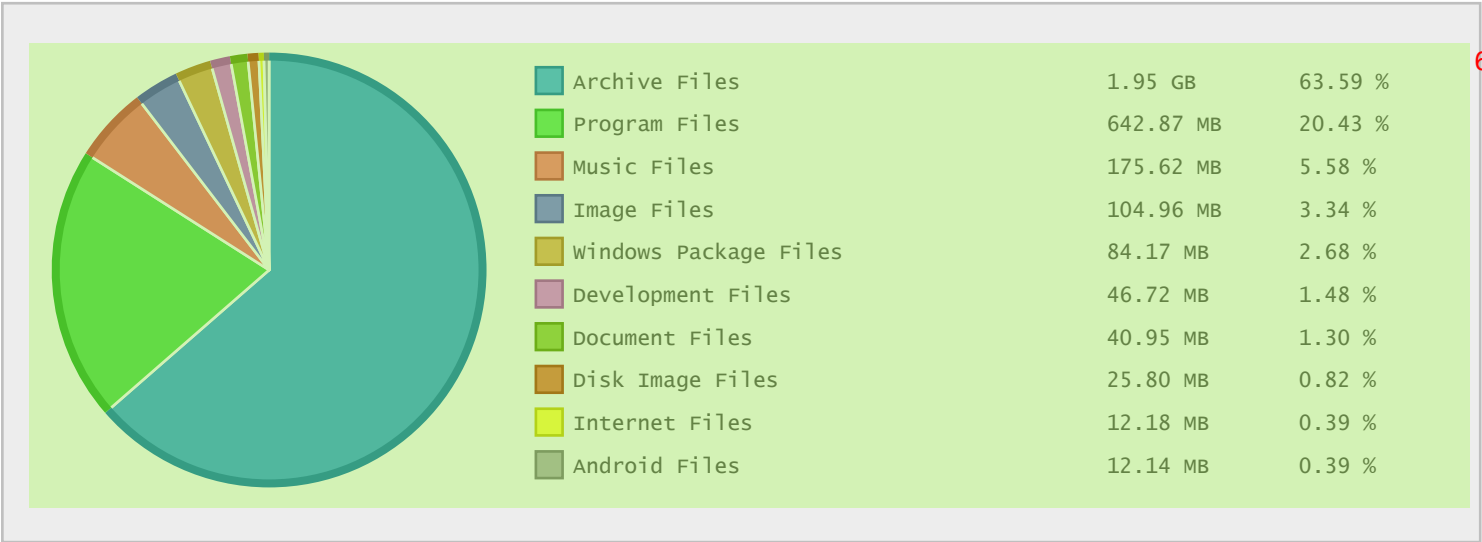 Archive Files 1.95 GB 63.59 %
Program Files 642.87 MB 20.43 %
Music Files 175.62 MB 5.58 %
Image Files 104.96 MB 3.34 %
Windows Package Files 84.17 MB 2.68 %
Development Files 46.72 MB 1.48 %
Document Files 40.95 MB 1.30 %
Disk Image Files 25.80 MB 0.82 %
Internet Files 12.18 MB 0.39 %
Android Files 12.14 MB 0.39 %